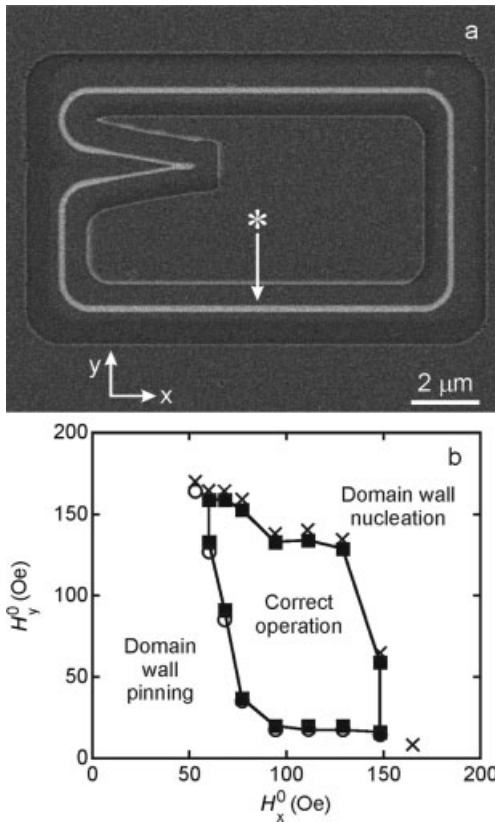 a
*
y
x
2 μm
b
200
150
100
50
0
H⁰y (Oe)
Domain wall
nucleation
Correct
operation
Domain
wall
pinning
0
50
100
150
200
H⁰x (Oe)